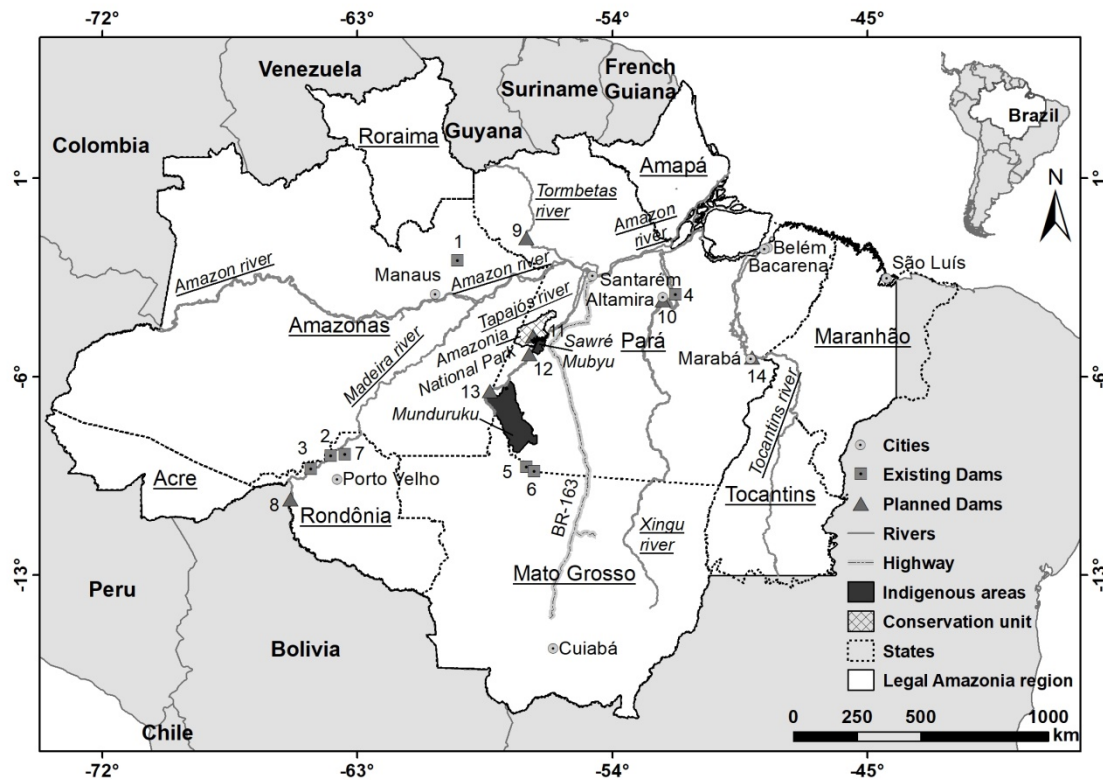 -72°
-63°
-54°
-45°
Venezuela
Suriname
French
Guiana
Guyana
Colombia
Roraima
Brazil
N
1°
1°
Amapá
Tormbetas
river
Amazon
river
9
1
Manaus
Amazon river
Amazon river
Belém
Bacarena
São Luís
Santarém
Altamira
4
10
Amazonas
Tapajós river
Madeira river
Amazonia
National Park
11
Sawré
Mubyu
12
Pará
Maranhão
Marabá
14
-6°
-6°
13
Munduruku
Tocantins river
3
2
7
5
6
Porto Velho
Acre
8
Rondônia
BR-163
Xingu
river
Tocantins
Mato Grosso
-13°
-13°
Peru
Bolivia
Cuiabá
Chile
Cities
Existing Dams
Planned Dams
Rivers
Highway
Indigenous areas
Conservation unit
States
Legal Amazonia region
0 250 500 1000
km
-72°
-63°
-54°
-45°